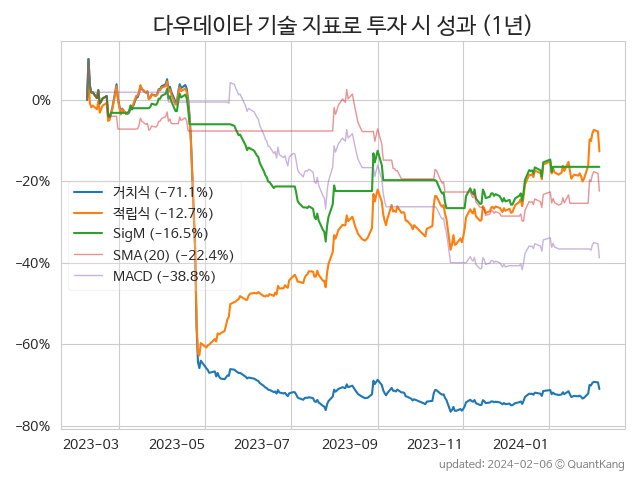 다우데이타 기술 지표로 투자 시 성과 (1년)
0%
−20%
−40%
−60%
−80%
거치식 (−71.1%)
적립식 (−12.7%)
SigM (−16.5%)
SMA(20) (−22.4%)
MACD (−38.8%)
2023-03 2023-05 2023-07 2023-09 2023-11 2024-01
updated: 2024-02-06 © QuantKang